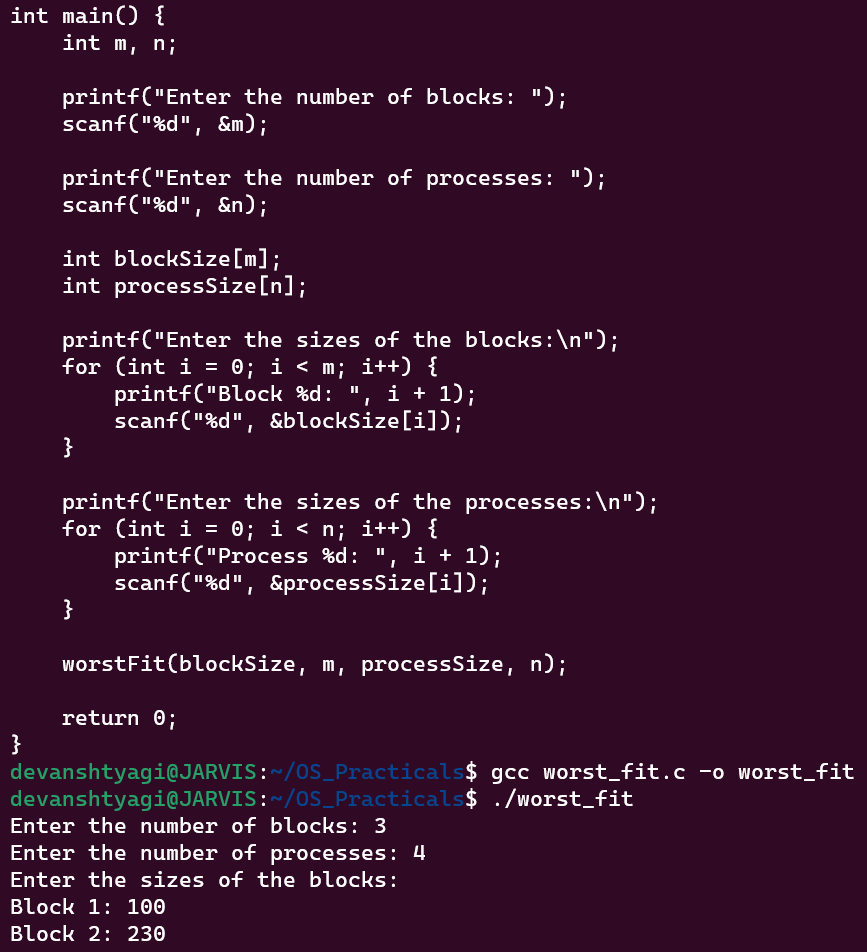 int main() {
    int m, n;

    printf("Enter the number of blocks: ");
    scanf("%d", &m);

    printf("Enter the number of processes: ");
    scanf("%d", &n);

    int blockSize[m];
    int processSize[n];

    printf("Enter the sizes of the blocks:\n");
    for (int i = 0; i < m; i++) {
        printf("Block %d: ", i + 1);
        scanf("%d", &blockSize[i]);
    }

    printf("Enter the sizes of the processes:\n");
    for (int i = 0; i < n; i++) {
        printf("Process %d: ", i + 1);
        scanf("%d", &processSize[i]);
    }

    worstFit(blockSize, m, processSize, n);

    return 0;
}
devanshtyagi@JARVIS:~/OS_Practicals$ gcc worst_fit.c -o worst_fit
devanshtyagi@JARVIS:~/OS_Practicals$ ./worst_fit
Enter the number of blocks: 3
Enter the number of processes: 4
Enter the sizes of the blocks:
Block 1: 100
Block 2: 230